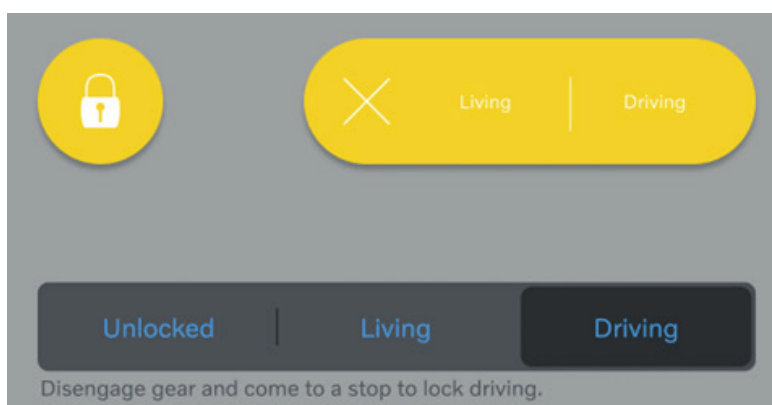 Living Driving
Unlocked Living Driving
Disengage gear and come to a stop to lock driving.